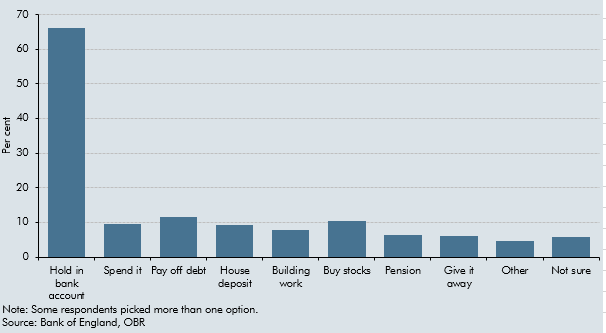 70
60
50
40
30
20
10
0
Per cent
Hold in bank account
Spend it
Pay off debt
House deposit
Building work
Buy stocks
Pension
Give it away
Other
Not sure
Note: Some respondents picked more than one option.
Source: Bank of England, OBR